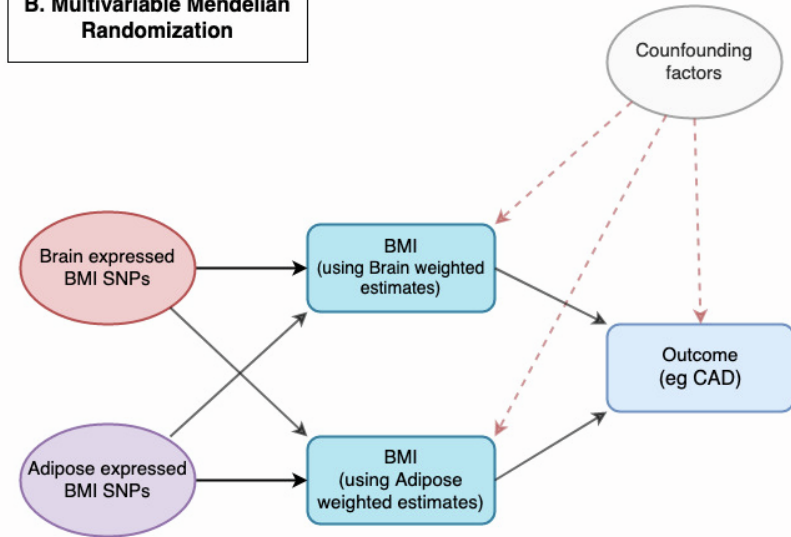 B. Multivariable Mendelian
Randomization
Counfounding
factors
Brain expressed
BMI SNPs
BMI
(using Brain weighted
estimates)
Outcome
(eg CAD)
Adipose expressed
BMI SNPs
BMI
(using Adipose
weighted estimates)